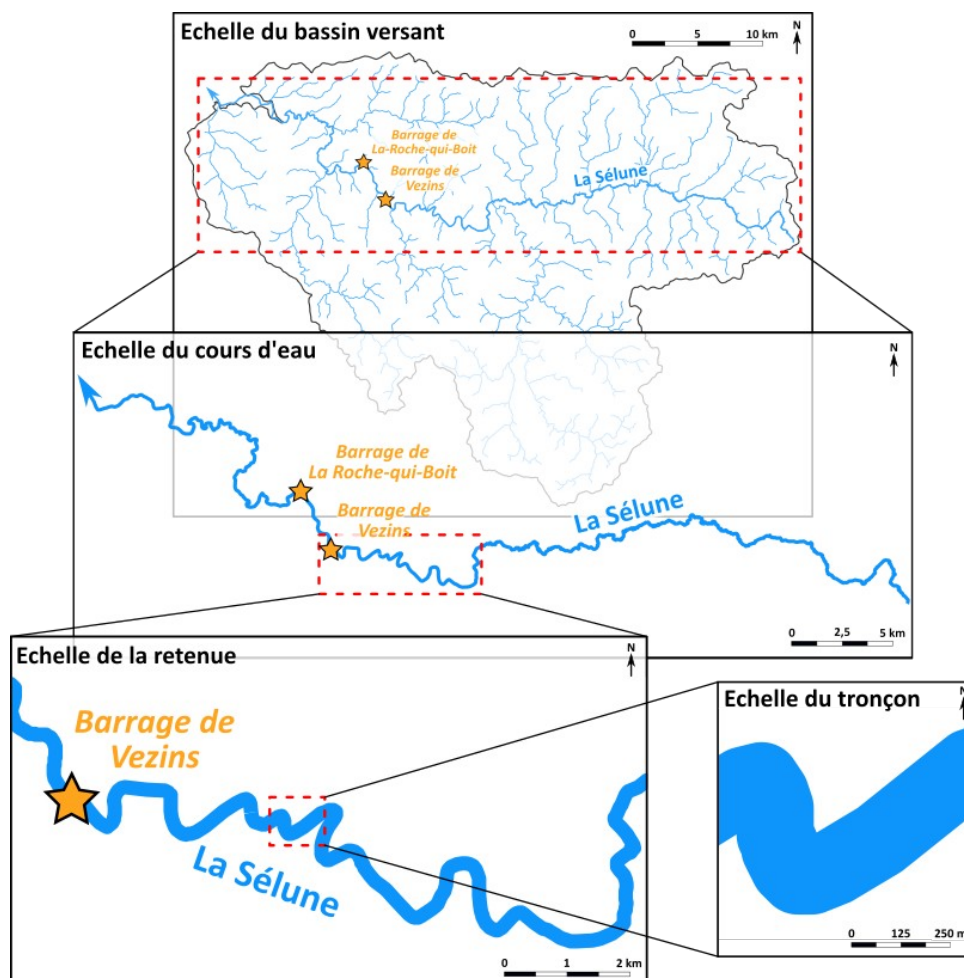 Echelle du bassin versant
0 5 10 km
N
Barrage de
La-Roche-qui-Boit
Barrage de
Vezins
La Sélune
Echelle du cours d'eau
N
Barrage de
La Roche-qui-Boit
Barrage de
Vezins
La Sélune
0 2,5 5 km
Echelle de la retenue
N
Barrage de
Vezins
La Sélune
0 1 2 km
Echelle du tronçon
N
0 125 250 m